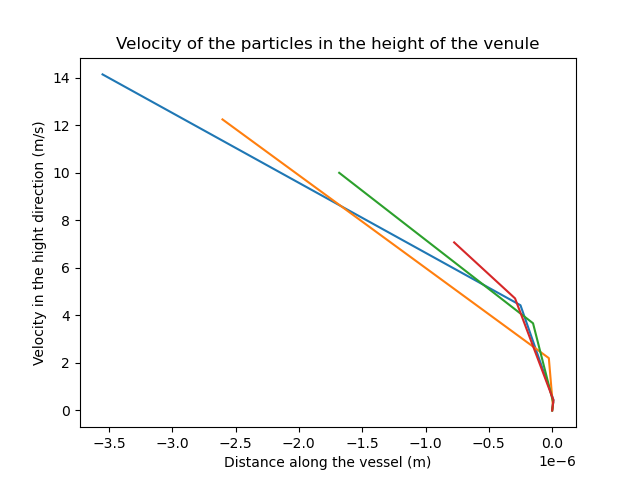 Velocity of the particles in the height of the venule
Velocity in the hight direction (m/s)
14
12
10
8
6
4
2
0
−3.5 −3.0 −2.5 −2.0 −1.5 −1.0 −0.5 0.0
1e−6
Distance along the vessel (m)